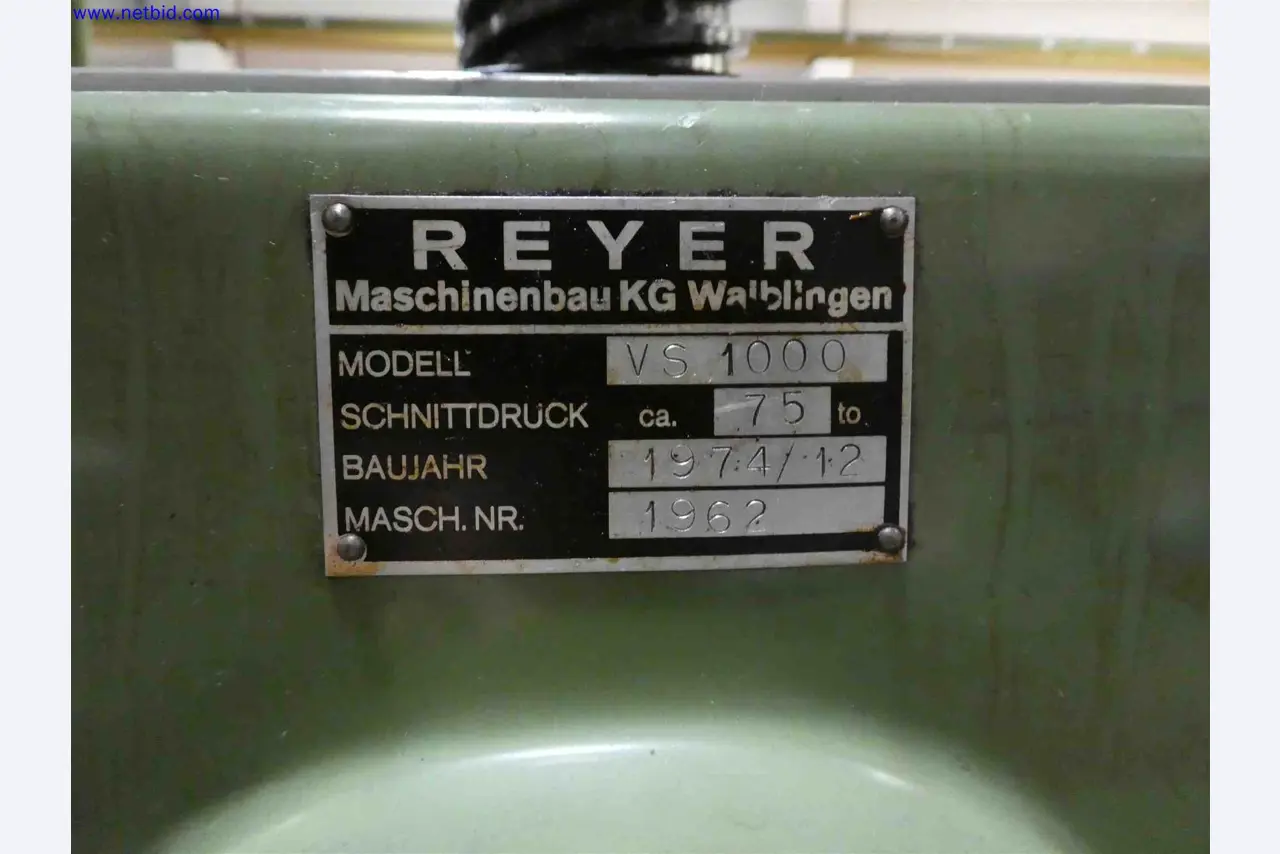 www.netbid.com
REYER
Maschinenbau KG Waiblingen
MODELL VS 1000
SCHNITTDRUCK ca. 75 to
BAUJAHR 1974/12
MASCH. NR. 1962